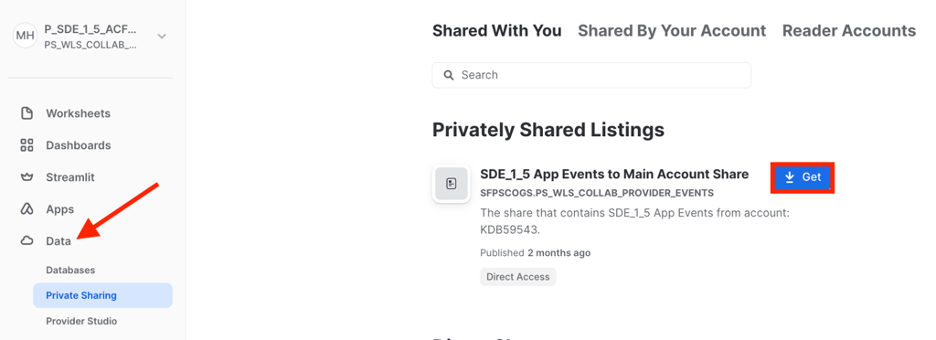 MH
P_SDE_1_5_ACF...
PS_WLS_COLLAB_...
Worksheets
Dashboards
Streamlit
Apps
Data
Databases
Private Sharing
Provider Studio
Shared With You Shared By Your Account Reader Accounts
Search
Privately Shared Listings
SDE_1_5 App Events to Main Account Share
Get
SFPSCOGS.PS_WLS_COLLAB_PROVIDER_EVENTS
The share that contains SDE_1_5 App Events from account:
KDB59543.
Published 2 months ago
Direct Access